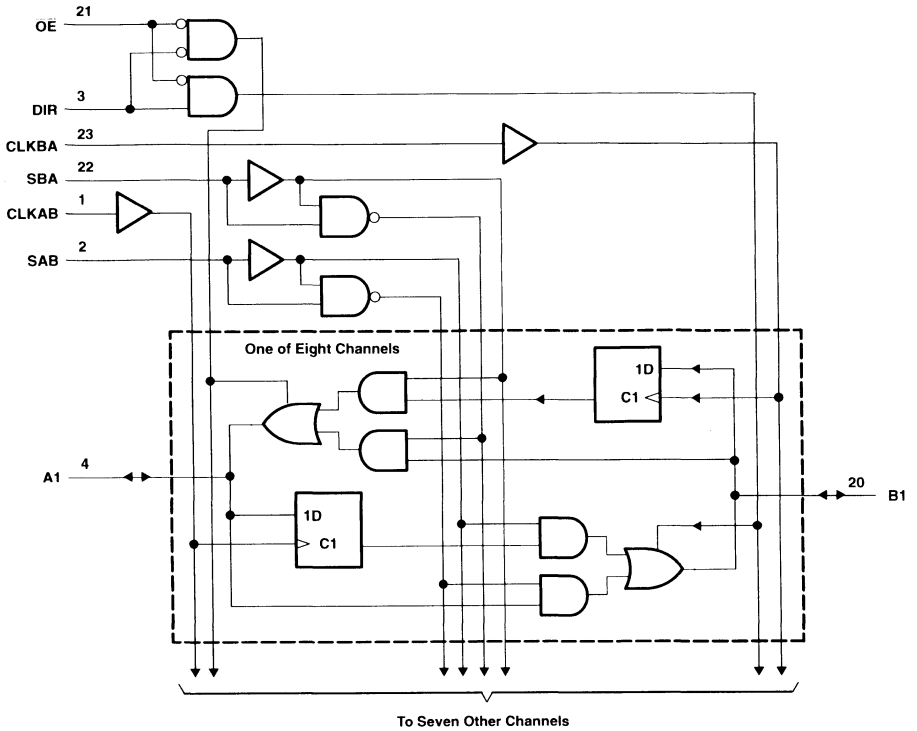 21
OE
3
DIR
23
CLKBA
22
SBA
1
CLKAB
2
SAB
One of Eight Channels
1D
C1
4
A1
20
B1
1D
C1
To Seven Other Channels